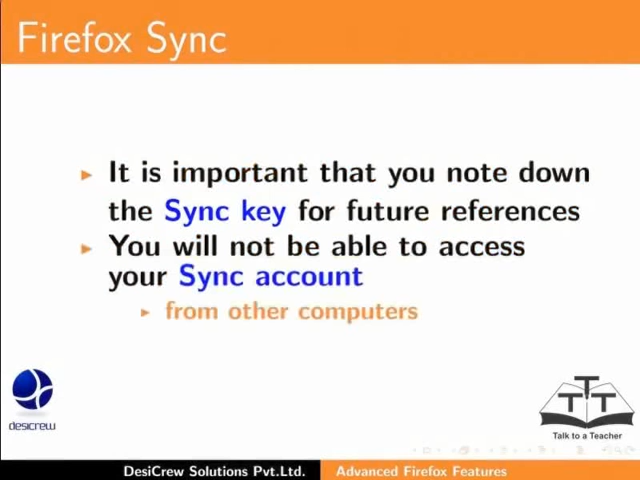 Firefox Sync
It is important that you note down
the Sync key for future references
You will not be able to access
your Sync account
from other computers
desicrew
TTT
Talk to a Teacher
DesiCrew Solutions Pvt.Ltd. Advanced Firefox Features